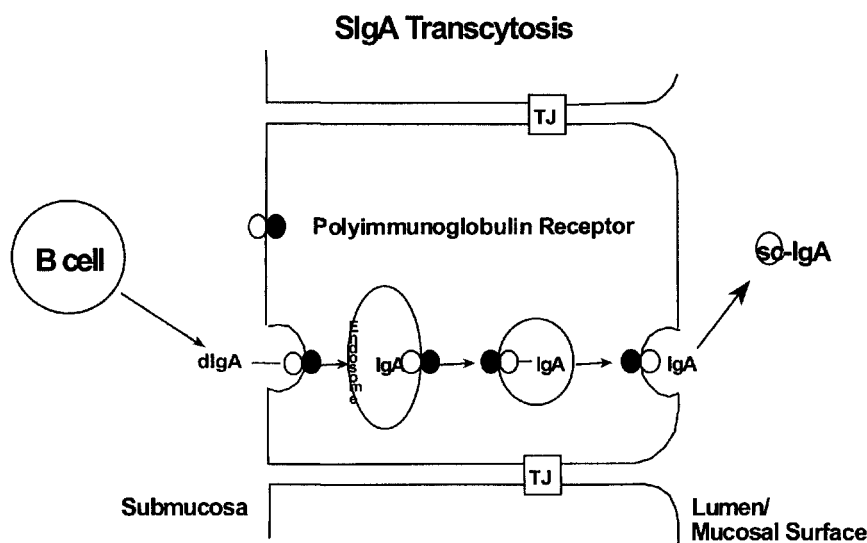 SIgA Transcytosis
TJ
Polyimmunoglobulin Receptor
B cell
sc-IgA
Endosome
dIgA
IgA
IgA
IgA
TJ
Submucosa
Lumen/
Mucosal Surface